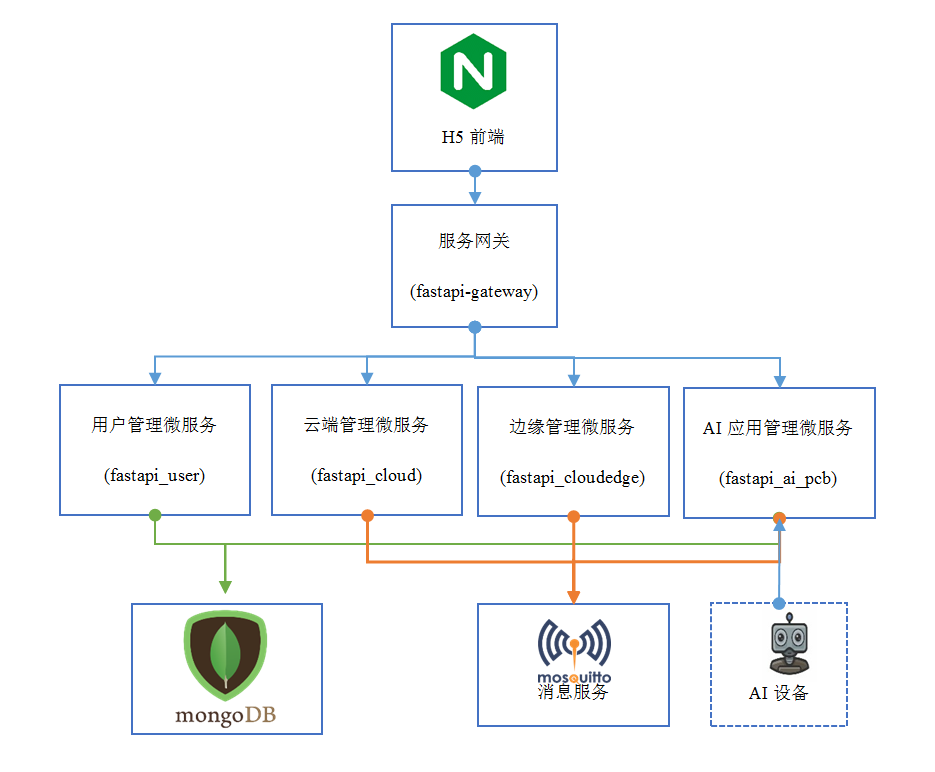 N
H5 前端
服务网关
(fastapi-gateway)
用户管理微服务
(fastapi_user)
云端管理微服务
(fastapi_cloud)
边缘管理微服务
(fastapi_cloudedge)
AI 应用管理微服务
(fastapi_ai_pcb)
mongoDB
mosquitto
消息服务
AI 设备